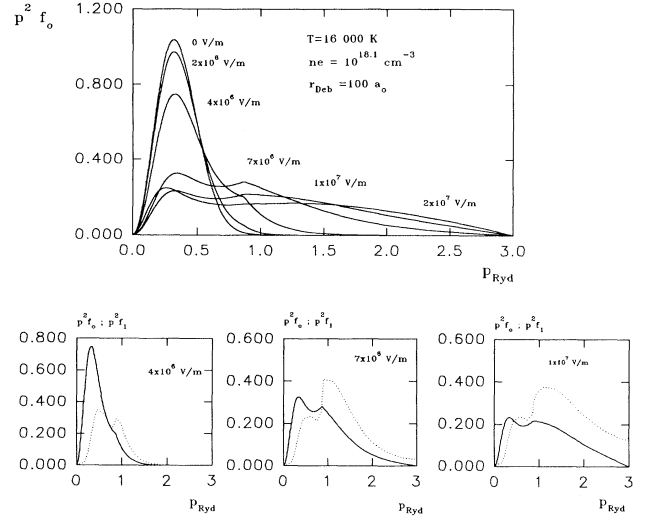 p² f₀
1.200
0.800
0.400
0.000
0 V/m
2x10⁶ V/m
4x10⁶ V/m
T=16 000 K
ne = 10¹⁸·¹ cm⁻³
r_Deb =100 a₀
7x10⁶ V/m
1x10⁷ V/m
2x10⁷ V/m
0.0 0.5 1.0 1.5 2.0 2.5 3.0
p_Ryd
p²f₀ ; p²f₁
0.800
0.600
0.400
0.200
0.000
4x10⁶ V/m
0 1 2 3
p_Ryd
p²f₀ ; p²f₁
0.600
0.400
0.200
0.000
7x10⁶ V/m
0 1 2 3
p_Ryd
p²f₀ ; p²f₁
0.600
0.400
0.200
0.000
1x10⁷ V/m
0 1 2 3
p_Ryd